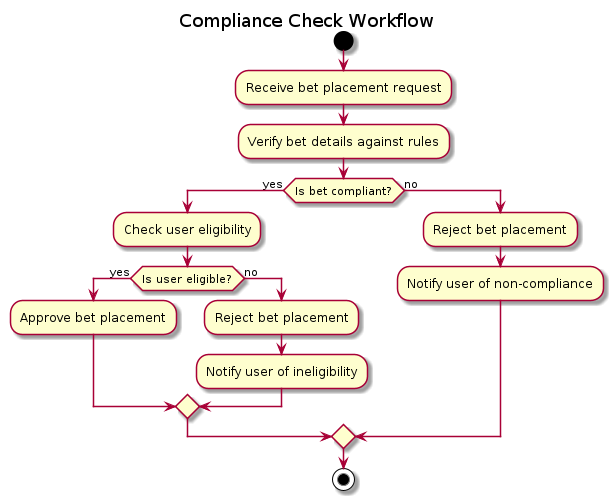 Compliance Check Workflow
Receive bet placement request
Verify bet details against rules
yes
Is bet compliant?
no
Check user eligibility
Reject bet placement
yes
Is user eligible?
no
Notify user of non-compliance
Approve bet placement
Reject bet placement
Notify user of ineligibility